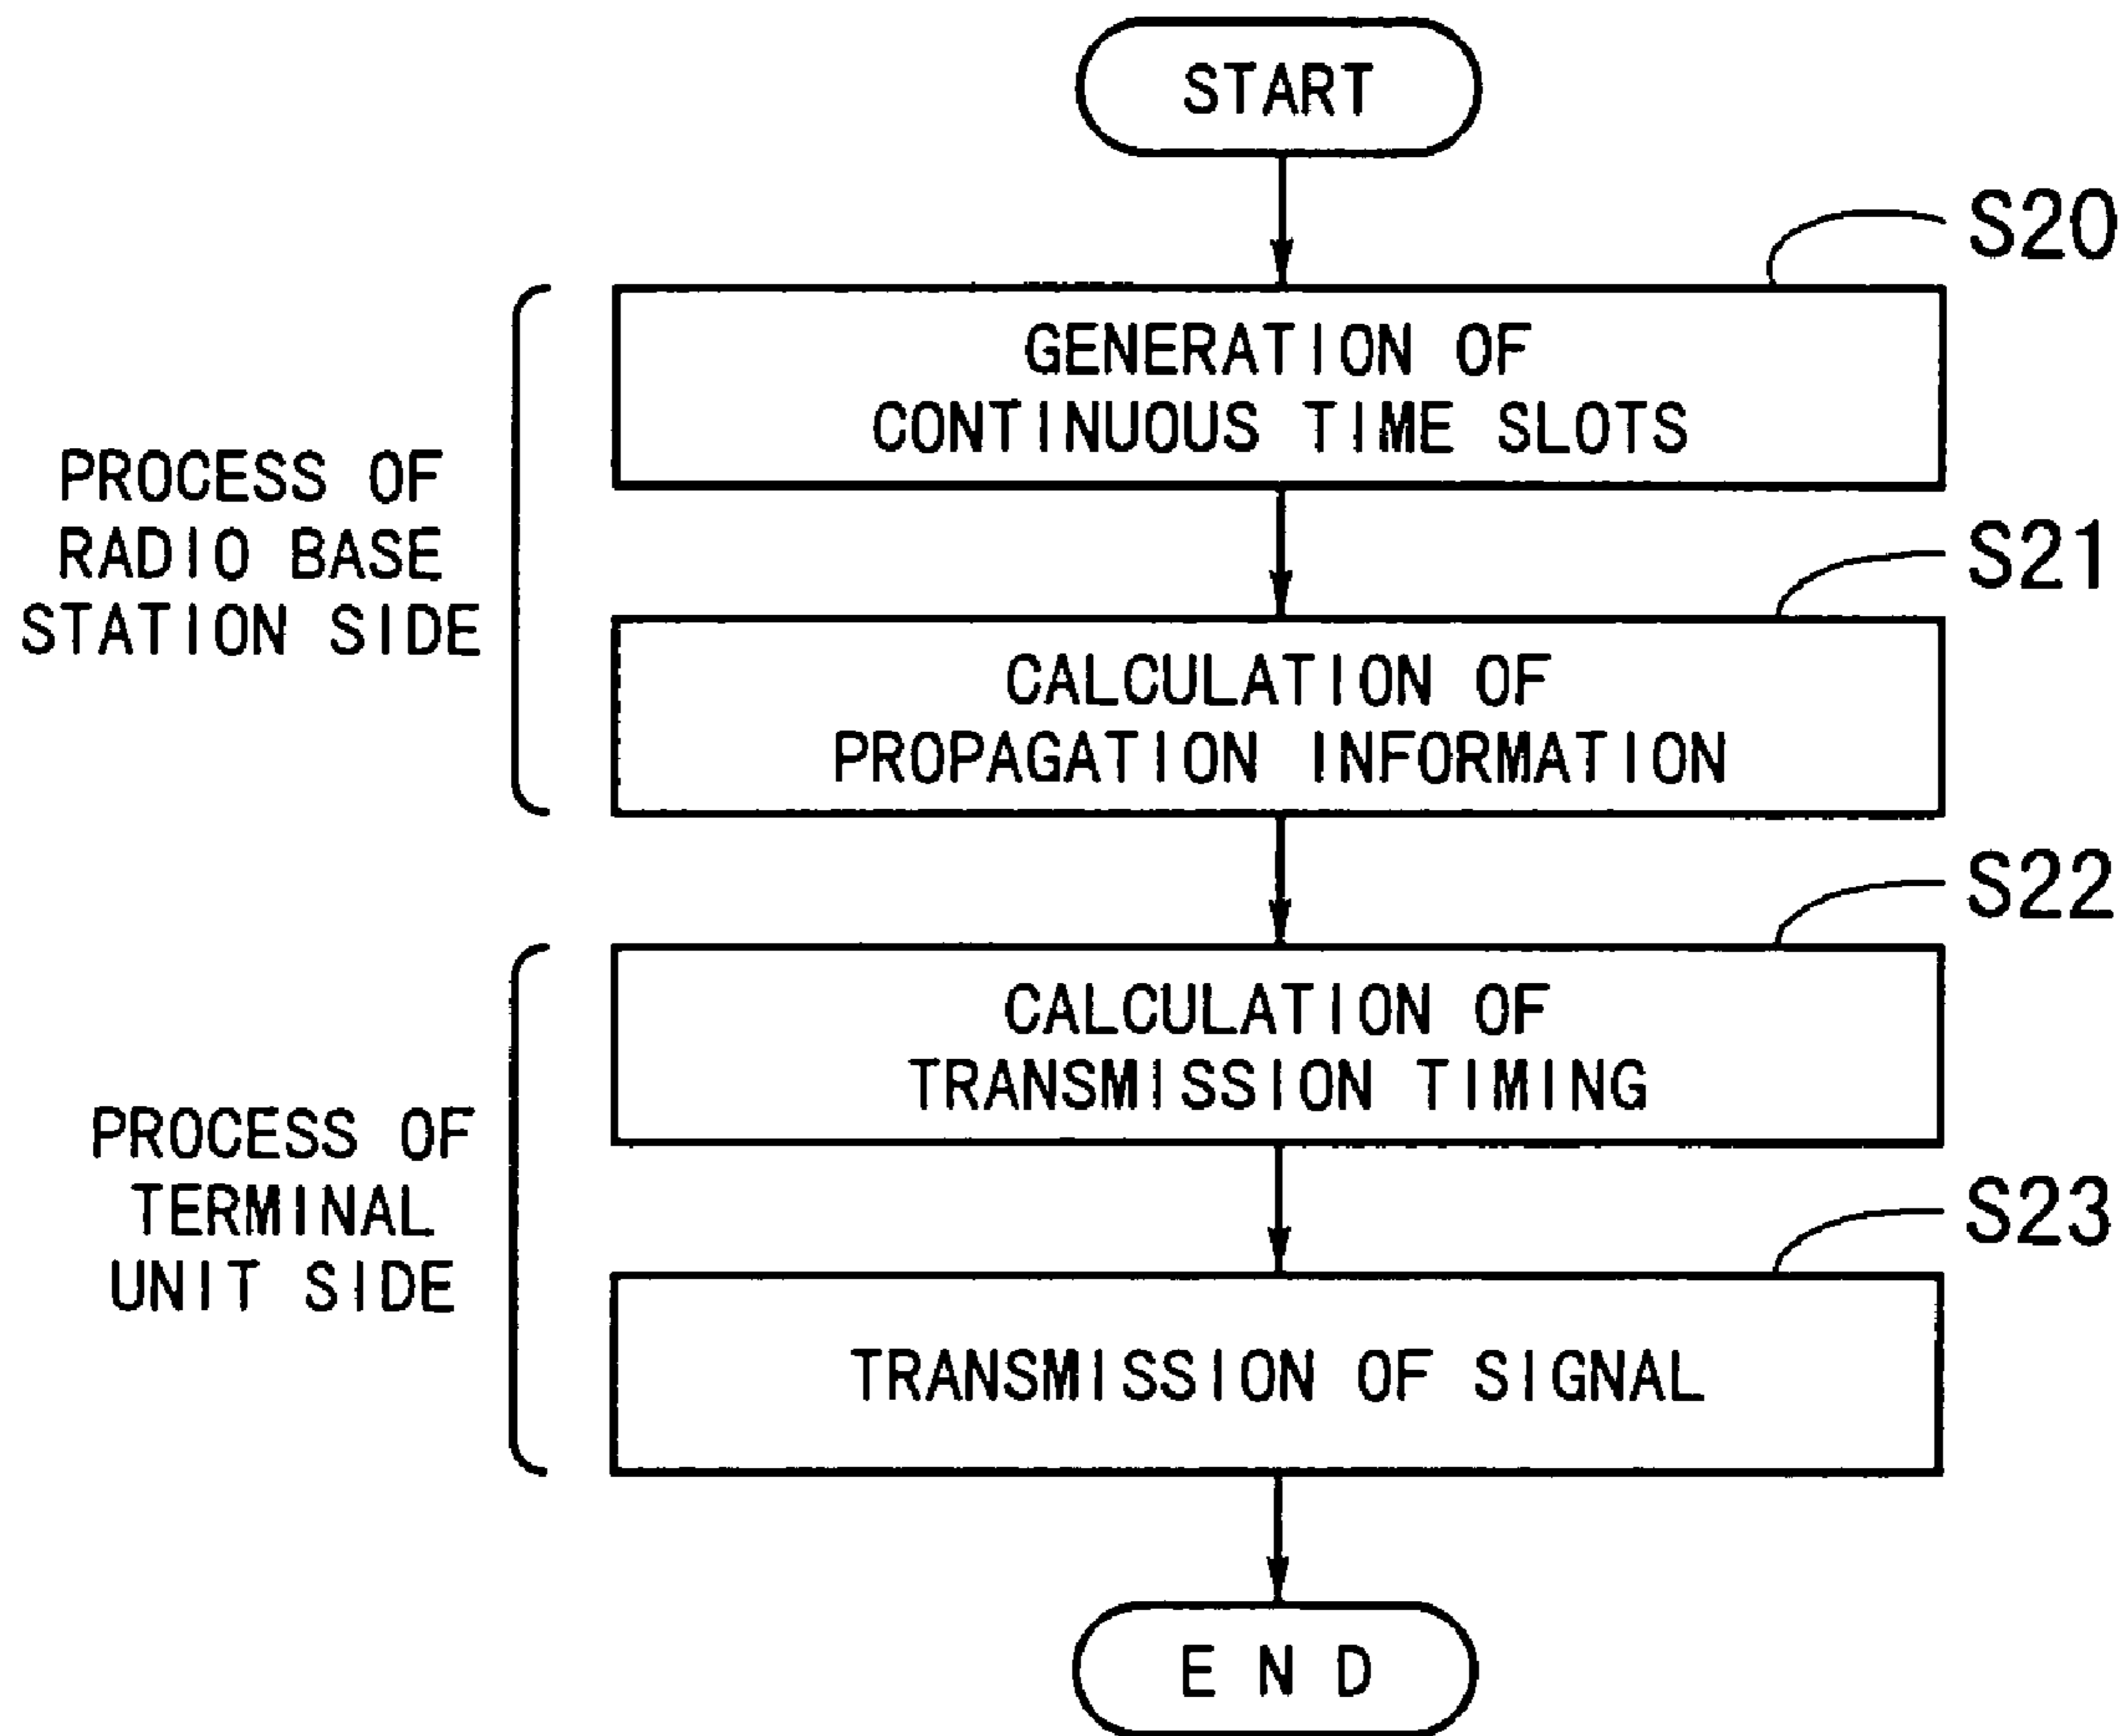 START
S20
GENERATION OF
CONTINUOUS TIME SLOTS
PROCESS OF
RADIO BASE
STATION SIDE
S21
CALCULATION OF
PROPAGATION INFORMATION
S22
CALCULATION OF
TRANSMISSION TIMING
PROCESS OF
TERMINAL
UNIT SIDE
S23
TRANSMISSION OF SIGNAL
END